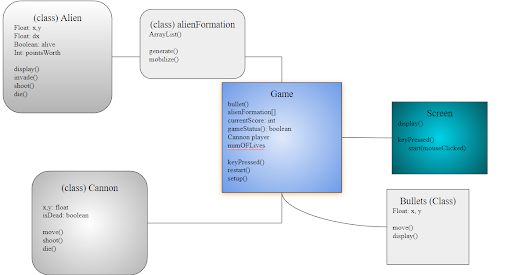 (class) Alien
Float: x,y
Float: dx
Boolean: alive
Int: pointsWorth
display()
invade()
shoot()
die()
(class) alienFormation
ArrayList()
generate()
mobilize()
Game
bullet()
alienFormation[]
currentScore: int
gameStatus(): boolean
Cannon player
numOFLives
keyPressed()
restart()
setup()
Screen
display()
keyPressed()
start(mouseClicked)
(class) Cannon
x,y: float
isDead: boolean
move()
shoot()
die()
Bullets (Class)
Float: x, y
move()
display()